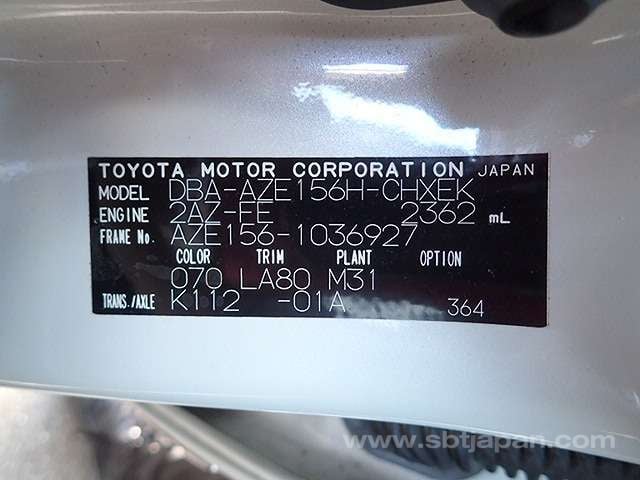 TOYOTA MOTOR CORPORATION JAPAN
MODEL DBA-AZE156H-CHXEK
ENGINE 2AZ-FE 2362 mL
FRAME No. AZE156-1036927
COLOR TRIM PLANT OPTION
070 LA80 M31
TRANS./AXLE K112 -01A 364
www.sbtjapan.com